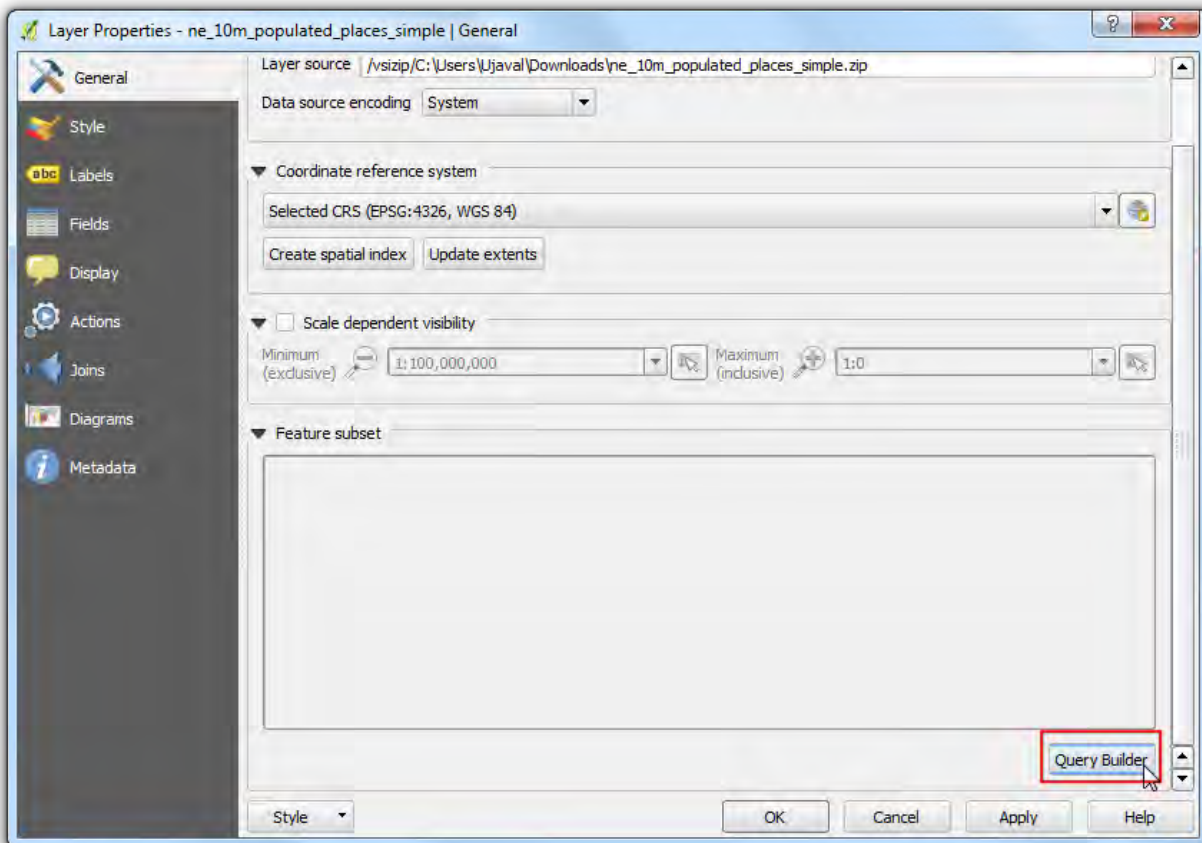 Layer Properties - ne_10m_populated_places_simple | General
General
Style
Labels
Fields
Display
Actions
Joins
Diagrams
Metadata
Layer source /vsizip/C:\Users\Ujaval\Downloads\ne_10m_populated_places_simple.zip
Data source encoding System
Coordinate reference system
Selected CRS (EPSG:4326, WGS 84)
Create spatial index Update extents
Scale dependent visibility
Minimum (exclusive) 1:100,000,000 Maximum (inclusive) 1:0
Feature subset
Query Builder
Style OK Cancel Apply Help
abc